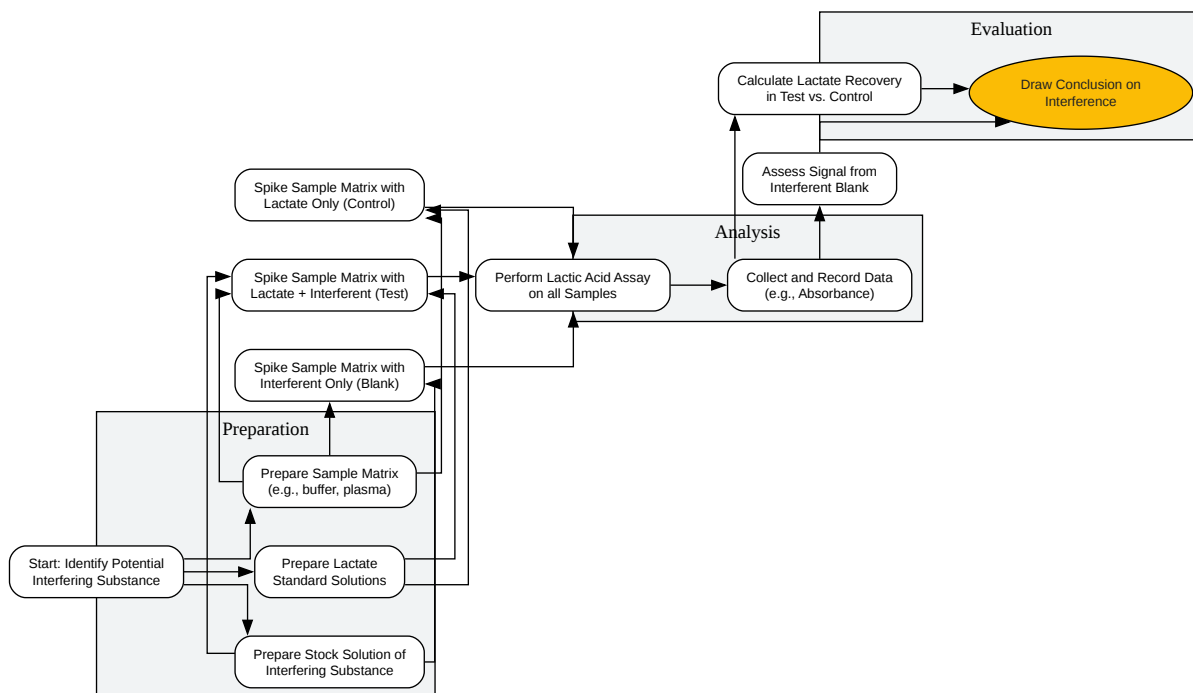 Evaluation
Calculate Lactate Recovery
in Test vs. Control
Draw Conclusion on
Interference
Assess Signal from
Interferent Blank
Spike Sample Matrix with
Lactate Only (Control)
Analysis
Spike Sample Matrix with
Lactate + Interferent (Test)
Perform Lactic Acid Assay
on all Samples
Collect and Record Data
(e.g., Absorbance)
Spike Sample Matrix with
Interferent Only (Blank)
Preparation
Prepare Sample Matrix
(e.g., buffer, plasma)
Start: Identify Potential
Interfering Substance
Prepare Lactate
Standard Solutions
Prepare Stock Solution of
Interfering Substance